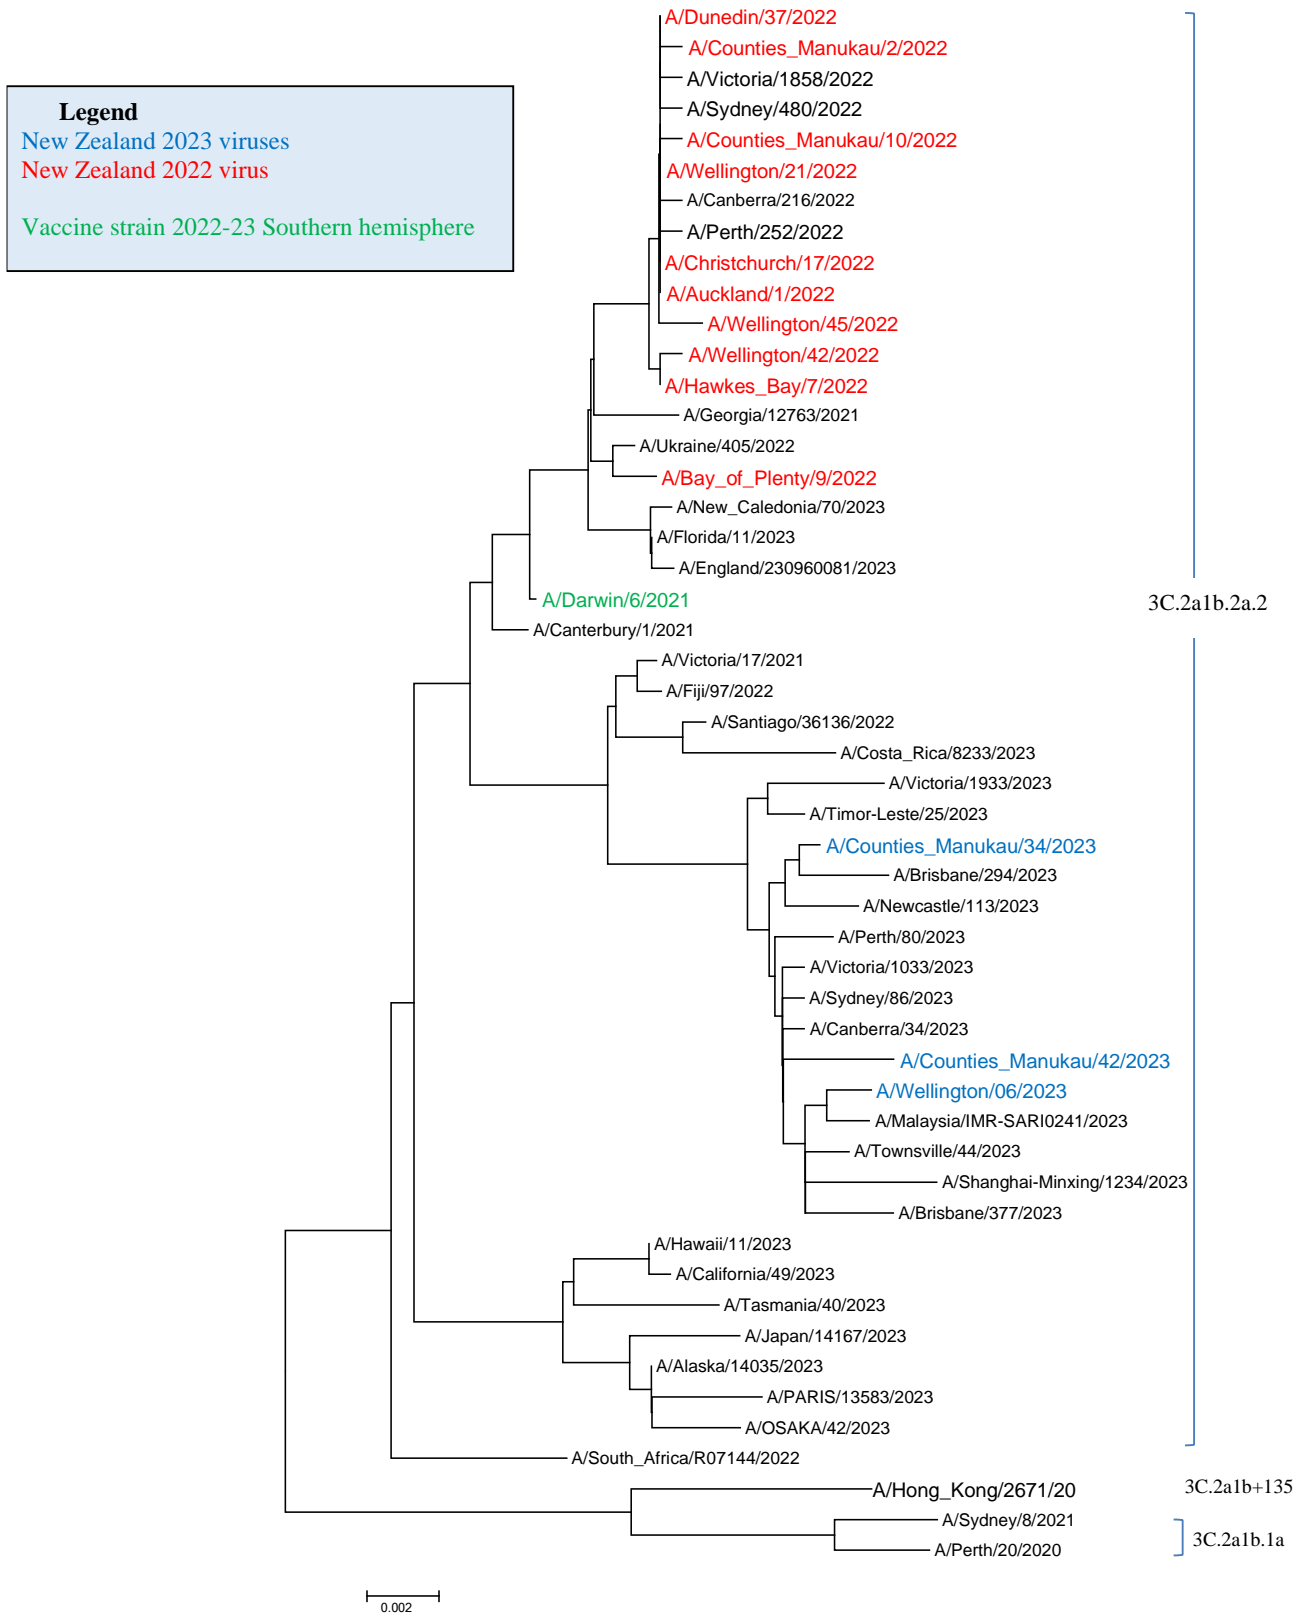 A/Dunedin/37/2022
A/Counties_Manukau/2/2022
A/Victoria/1858/2022
A/Sydney/480/2022
A/Counties_Manukau/10/2022
A/Wellington/21/2022
A/Canberra/216/2022
A/Perth/252/2022
A/Christchurch/17/2022
A/Auckland/1/2022
A/Wellington/45/2022
A/Wellington/42/2022
A/Hawkes_Bay/7/2022
A/Georgia/12763/2021
A/Ukraine/405/2022
A/Bay_of_Plenty/9/2022
A/New_Caledonia/70/2023
A/Florida/11/2023
A/England/230960081/2023
A/Darwin/6/2021
A/Canterbury/1/2021
A/Victoria/17/2021
A/Fiji/97/2022
A/Santiago/36136/2022
A/Costa_Rica/8233/2023
A/Victoria/1933/2023
A/Timor-Leste/25/2023
A/Counties_Manukau/34/2023
A/Brisbane/294/2023
A/Newcastle/113/2023
A/Perth/80/2023
A/Victoria/1033/2023
A/Sydney/86/2023
A/Canberra/34/2023
A/Counties_Manukau/42/2023
A/Wellington/06/2023
A/Malaysia/IMR-SARI0241/2023
A/Townsville/44/2023
A/Shanghai-Minxing/1234/2023
A/Brisbane/377/2023
A/Hawaii/11/2023
A/California/49/2023
A/Tasmania/40/2023
A/Japan/14167/2023
A/Alaska/14035/2023
A/PARIS/13583/2023
A/OSAKA/42/2023
A/South_Africa/R07144/2022
A/Hong_Kong/2671/20
A/Sydney/8/2021
A/Perth/20/2020
Legend
New Zealand 2023 viruses
New Zealand 2022 virus
Vaccine strain 2022-23 Southern hemisphere
3C.2a1b.2a.2
3C.2a1b+135
3C.2a1b.1a
0.002